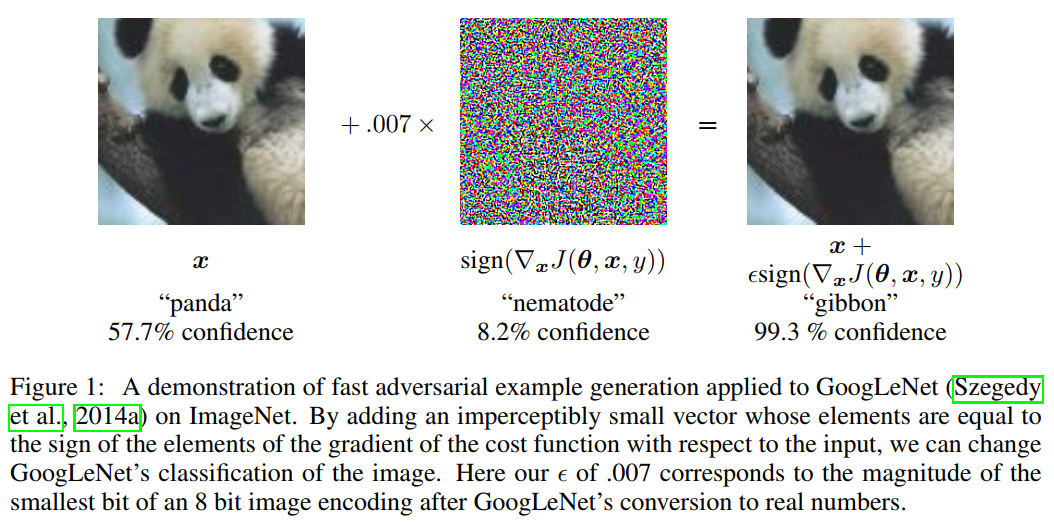 + .007 ×
=
x
sign(∇ₓJ(θ, x, y))
x +
ϵsign(∇ₓJ(θ, x, y))
“panda”
“nematode”
“gibbon”
57.7% confidence
8.2% confidence
99.3 % confidence
Figure 1: A demonstration of fast adversarial example generation applied to GoogLeNet (Szegedy
et al., 2014a) on ImageNet. By adding an imperceptibly small vector whose elements are equal to
the sign of the elements of the gradient of the cost function with respect to the input, we can change
GoogLeNet’s classification of the image. Here our ϵ of .007 corresponds to the magnitude of the
smallest bit of an 8 bit image encoding after GoogLeNet’s conversion to real numbers.